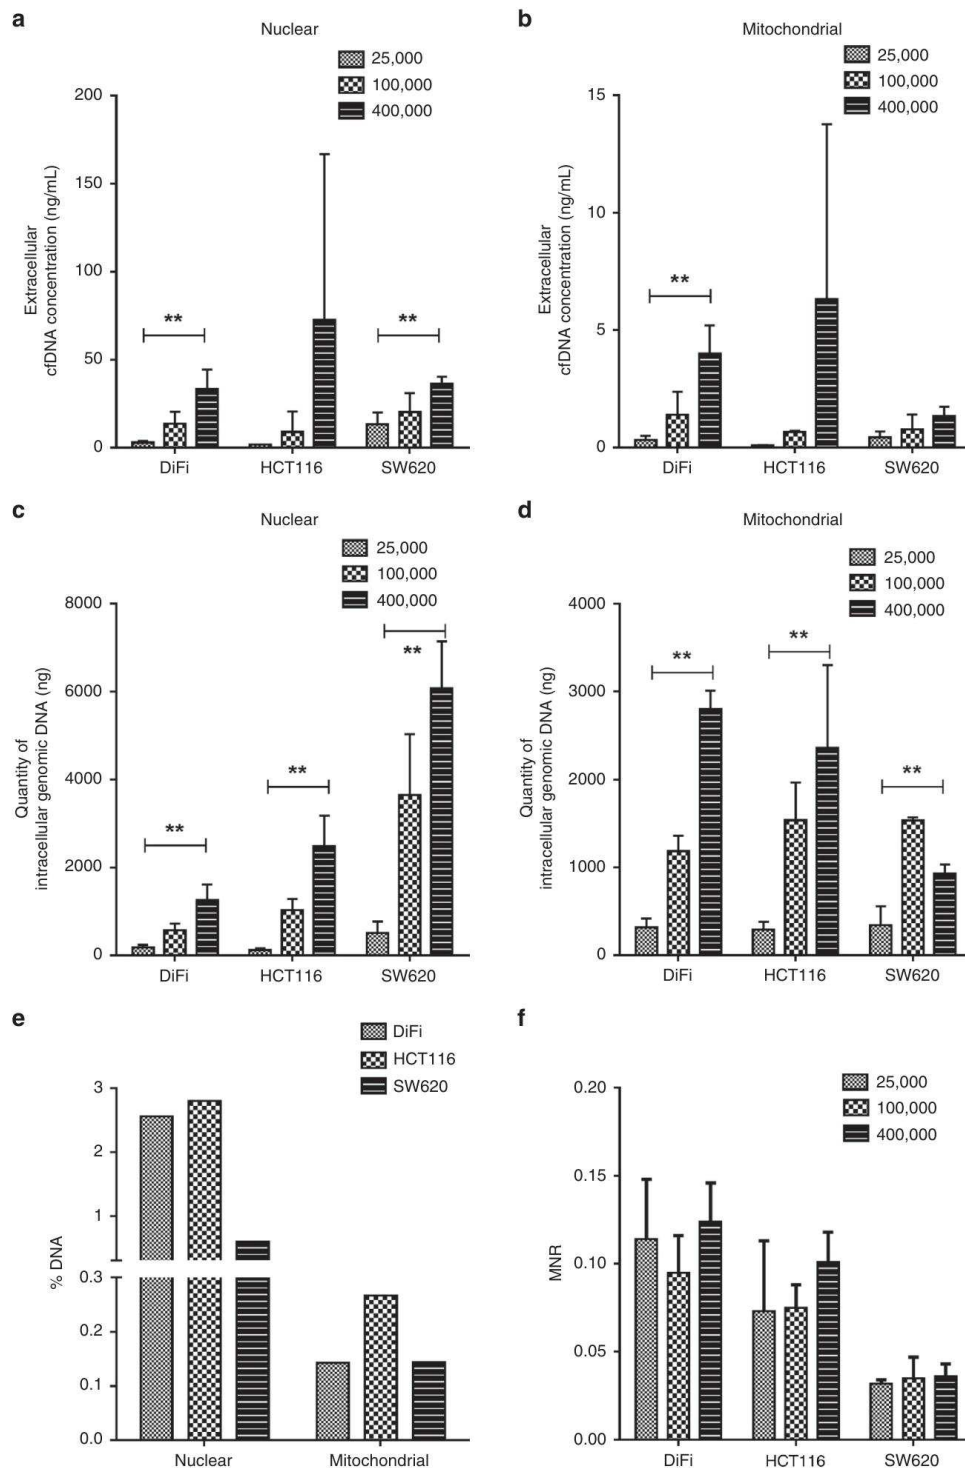 a
Nuclear
25,000
100,000
400,000
Extracellular
cfDNA concentration (ng/mL)
200
150
100
50
0
**
**
DiFi HCT116 SW620
b
Mitochondrial
25,000
100,000
400,000
Extracellular
cfDNA concentration (ng/mL)
15
10
5
0
**
DiFi HCT116 SW620
c
Nuclear
25,000
100,000
400,000
Quantity of
intracellular genomic DNA (ng)
8000
6000
4000
2000
0
**
**
**
DiFi HCT116 SW620
d
Mitochondrial
25,000
100,000
400,000
Quantity of
intracellular genomic DNA (ng)
4000
3000
2000
1000
0
**
**
**
DiFi HCT116 SW620
e
DiFi
HCT116
SW620
% DNA
3
2
1
0.3
0.2
0.1
0.0
Nuclear Mitochondrial
f
25,000
100,000
400,000
MNR
0.20
0.15
0.10
0.05
0.00
DiFi HCT116 SW620